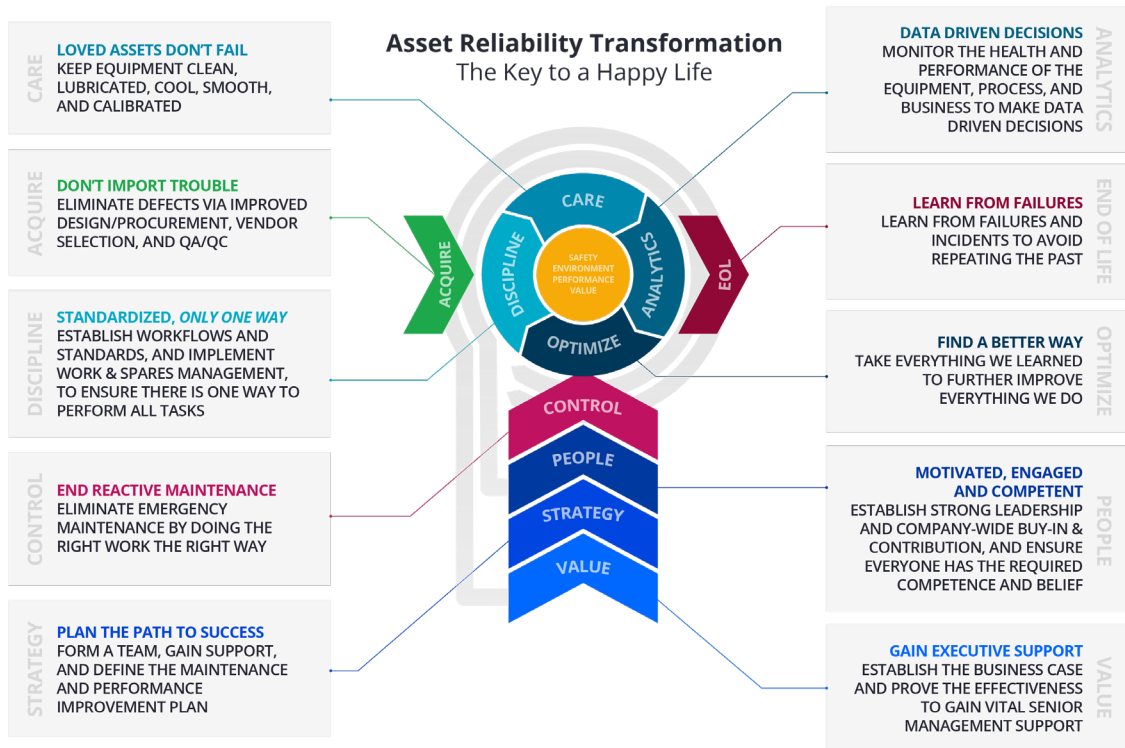 Asset Reliability Transformation
The Key to a Happy Life
CARE
LOVED ASSETS DON'T FAIL
KEEP EQUIPMENT CLEAN,
LUBRICATED, COOL, SMOOTH,
AND CALIBRATED
ACQUIRE
DON'T IMPORT TROUBLE
ELIMINATE DEFECTS VIA IMPROVED
DESIGN/PROCUREMENT, VENDOR
SELECTION, AND QA/QC
DISCIPLINE
STANDARDIZED, ONLY ONE WAY
ESTABLISH WORKFLOWS AND
STANDARDS, AND IMPLEMENT
WORK & SPARES MANAGEMENT,
TO ENSURE THERE IS ONE WAY TO
PERFORM ALL TASKS
CONTROL
END REACTIVE MAINTENANCE
ELIMINATE EMERGENCY
MAINTENANCE BY DOING THE
RIGHT WORK THE RIGHT WAY
STRATEGY
PLAN THE PATH TO SUCCESS
FORM A TEAM, GAIN SUPPORT,
AND DEFINE THE MAINTENANCE
AND PERFORMANCE
IMPROVEMENT PLAN
CARE
DISCIPLINE
ANALYTICS
OPTIMIZE
SAFETY
ENVIRONMENT
PERFORMANCE
VALUE
ACQUIRE
EOL
CONTROL
PEOPLE
STRATEGY
VALUE
DATA DRIVEN DECISIONS
MONITOR THE HEALTH AND
PERFORMANCE OF THE
EQUIPMENT, PROCESS, AND
BUSINESS TO MAKE DATA
DRIVEN DECISIONS
ANALYTICS
LEARN FROM FAILURES
LEARN FROM FAILURES AND
INCIDENTS TO AVOID
REPEATING THE PAST
END OF LIFE
FIND A BETTER WAY
TAKE EVERYTHING WE LEARNED
TO FURTHER IMPROVE
EVERYTHING WE DO
OPTIMIZE
MOTIVATED, ENGAGED
AND COMPETENT
ESTABLISH STRONG LEADERSHIP
AND COMPANY-WIDE BUY-IN &
CONTRIBUTION, AND ENSURE
EVERYONE HAS THE REQUIRED
COMPETENCE AND BELIEF
PEOPLE
GAIN EXECUTIVE SUPPORT
ESTABLISH THE BUSINESS CASE
AND PROVE THE EFFECTIVENESS
TO GAIN VITAL SENIOR
MANAGEMENT SUPPORT
VALUE